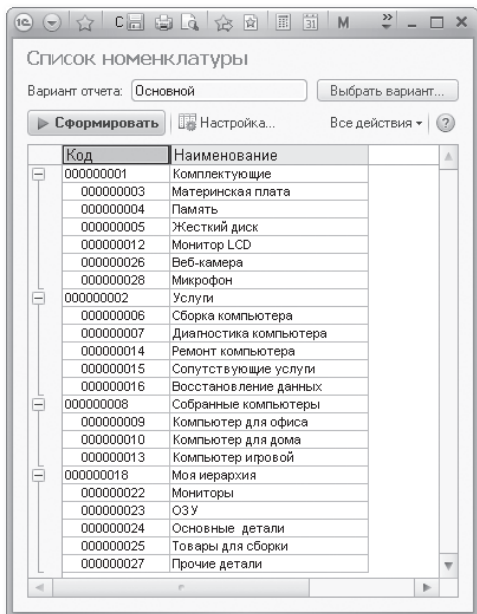 1С С М
Список номенклатуры
Вариант отчета: Основной Выбрать вариант...
Сформировать Настройка... Все действия ?
Код Наименование
000000001 Комплектующие
000000003 Материнская плата
000000004 Память
000000005 Жесткий диск
000000012 Монитор LCD
000000026 Веб-камера
000000028 Микрофон
000000002 Услуги
000000006 Сборка компьютера
000000007 Диагностика компьютера
000000014 Ремонт компьютера
000000015 Сопутствующие услуги
000000016 Восстановление данных
000000008 Собранные компьютеры
000000009 Компьютер для офиса
000000010 Компьютер для дома
000000013 Компьютер игровой
000000018 Моя иерархия
000000022 Мониторы
000000023 ОЗУ
000000024 Основные детали
000000025 Товары для сборки
000000027 Прочие детали